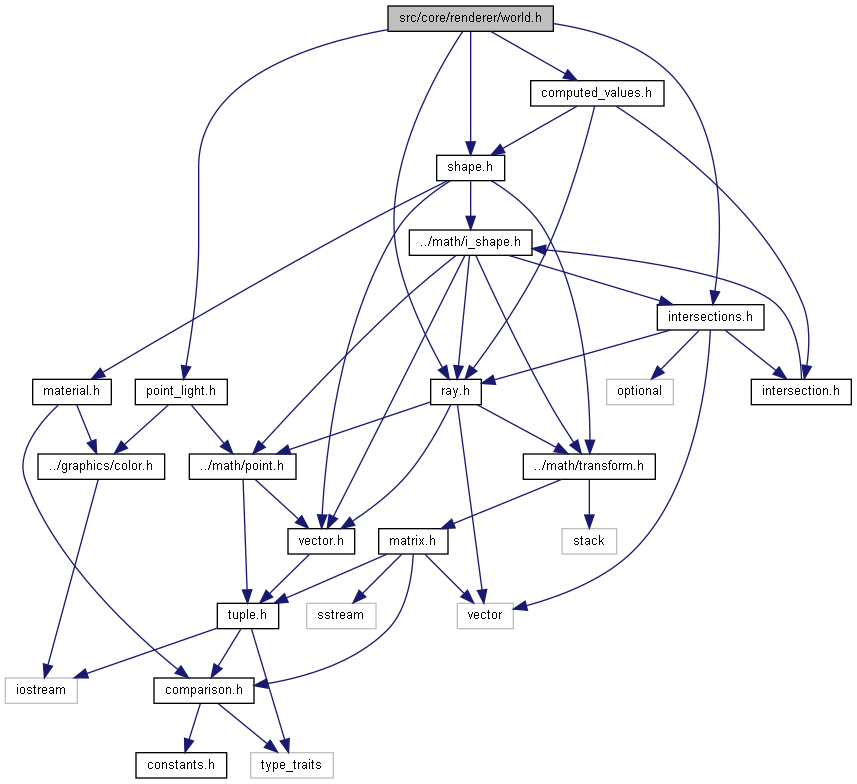 src/core/renderer/world.h
computed_values.h
shape.h
../math/i_shape.h
intersections.h
material.h
point_light.h
ray.h
optional
intersection.h
../graphics/color.h
../math/point.h
../math/transform.h
vector.h
matrix.h
stack
tuple.h
sstream
vector
iostream
comparison.h
constants.h
type_traits